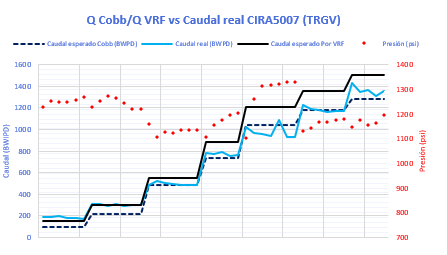 Q Cobb/Q VRF vs Caudal real CIRA5007 (TRGV)
Caudal esperado Cobb (BWPD) Caudal real (BWPD) Caudal esperado Por VRF Presión (psi)
1600 1400
1400 1300
1200 1200
1000 1100
800 1000
600 900
400 800
200
0 700
Caudal (BWPD)
Presión (psi)